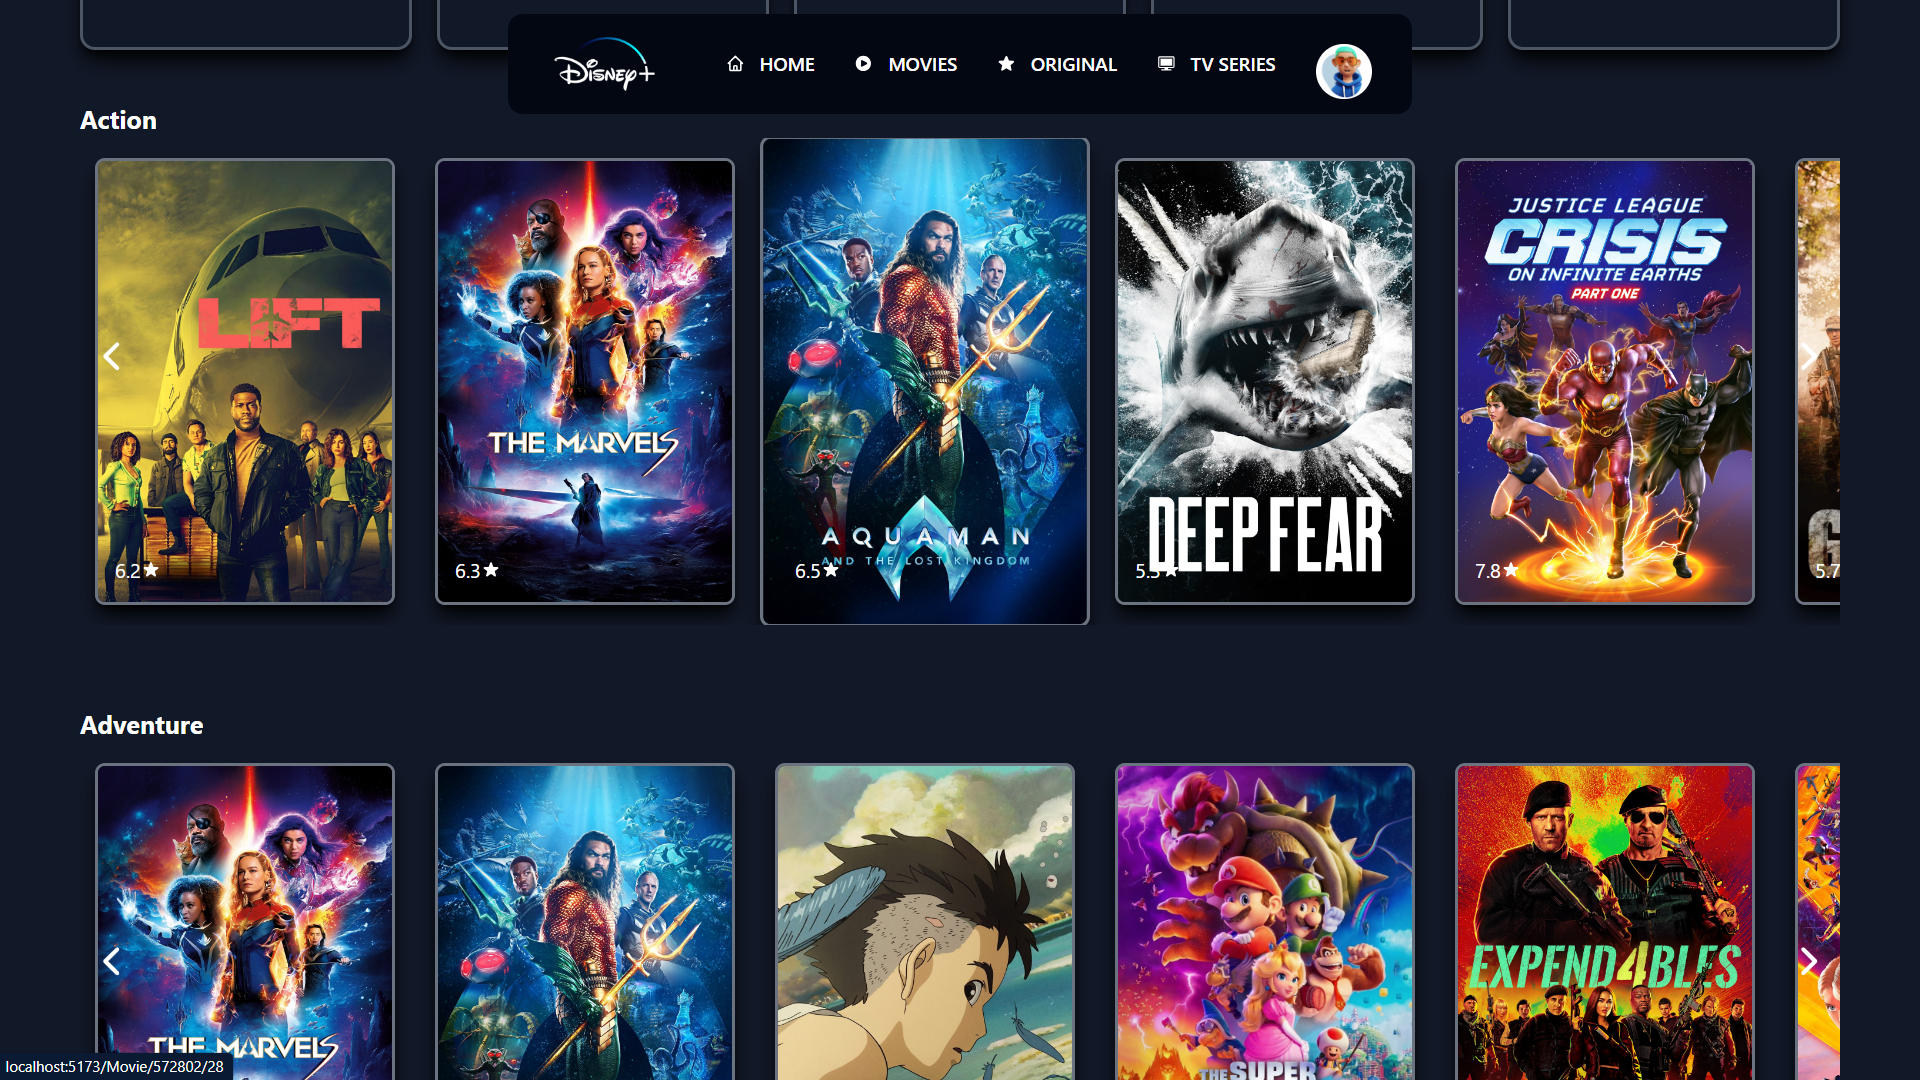 Disney+
HOME
MOVIES
ORIGINAL
TV SERIES
Action
LIFT
6.2
THE MARVELS
6.3
AQUAMAN
AND THE LOST KINGDOM
6.5
DEEP FEAR
JUSTICE LEAGUE
CRISIS
ON INFINITE EARTHS
PART ONE
7.8
5.7
Adventure
THE MARVELS
THE SUPER
EXPEND4BLES
localhost:5173/Movie/572802/28